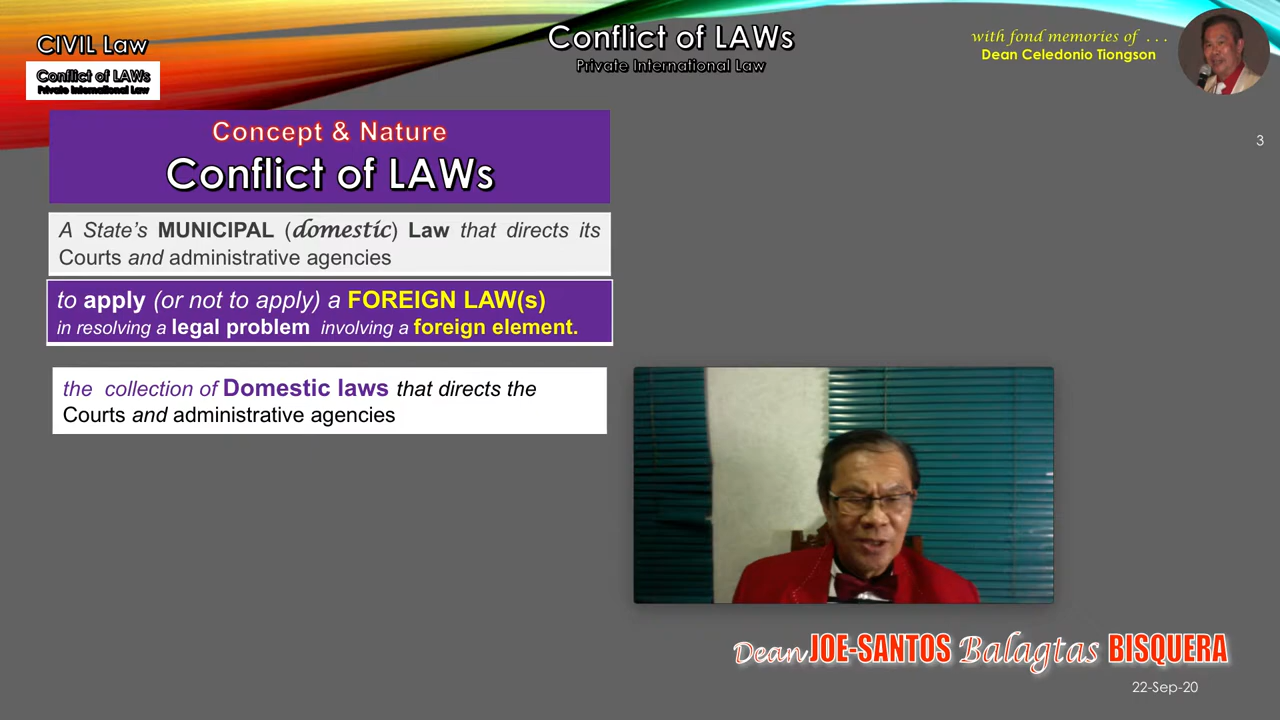 CIVIL Law
Conflict of LAWs
Private International Law
Conflict of LAWs
Private International Law
with fond memories of . . .
Dean Celedonio Tiongson
3
Concept & Nature
Conflict of LAWs
A State's MUNICIPAL (domestic) Law that directs its
Courts and administrative agencies
to apply (or not to apply) a FOREIGN LAW(s)
in resolving a legal problem involving a foreign element.
the collection of Domestic laws that directs the
Courts and administrative agencies
Dean JOE-SANTOS Balagtas BISQUERA
22-Sep-20